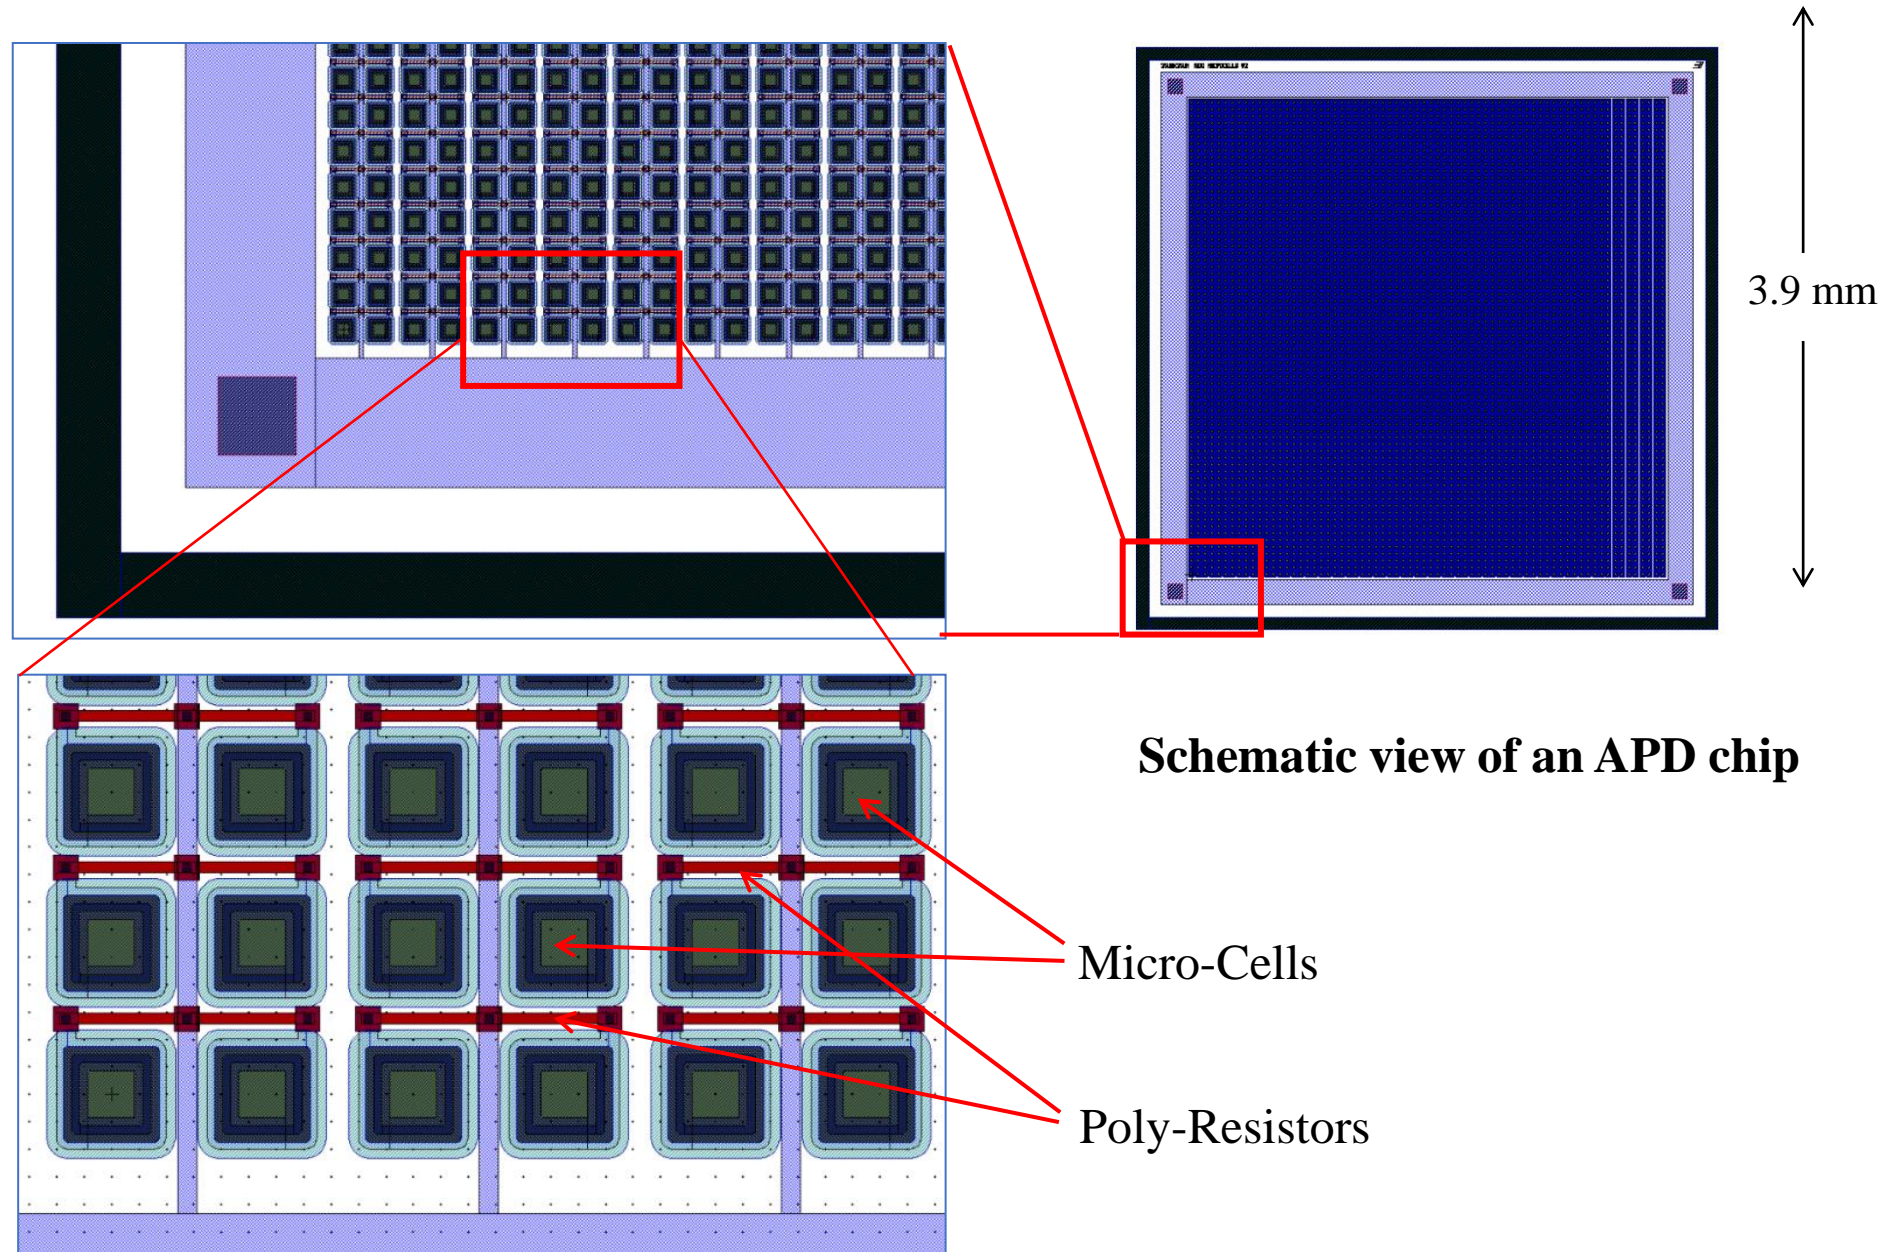 3.9 mm
Schematic view of an APD chip
Micro-Cells
Poly-Resistors